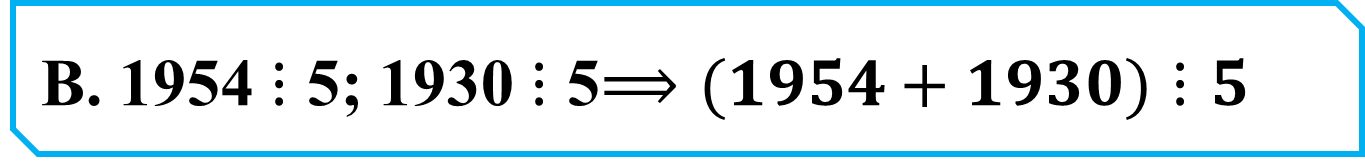 B. 1954 ⋮ 5; 1930 ⋮ 5⟹ (1954 + 1930) ⋮ 5